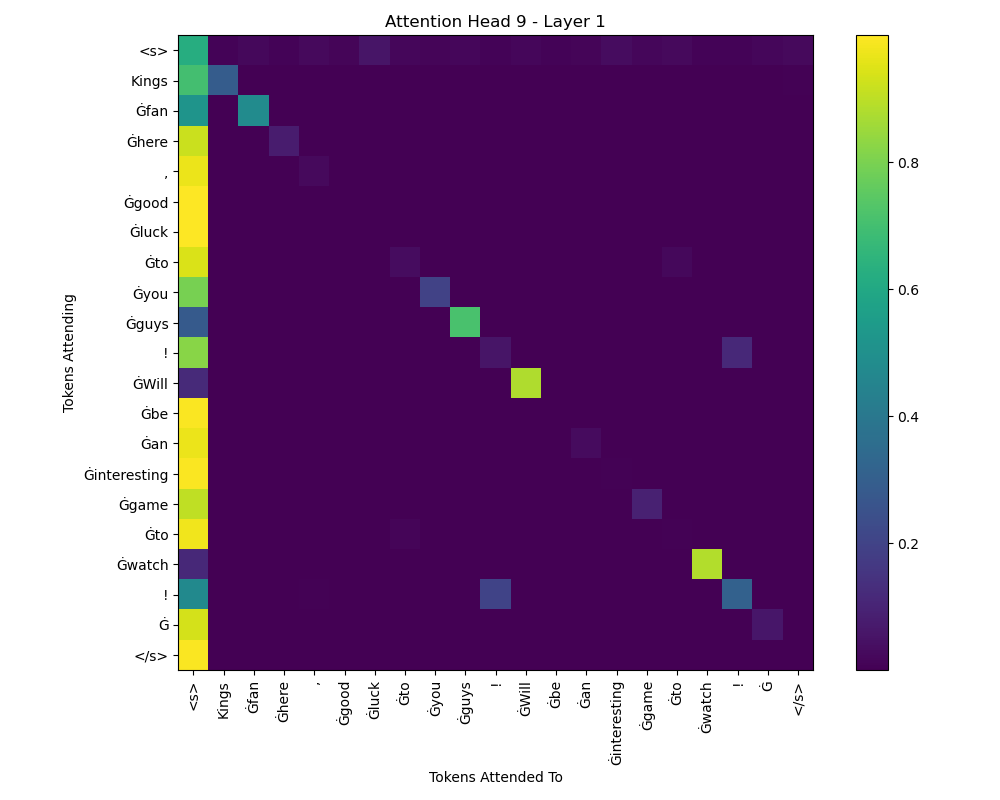 Attention Head 9 - Layer 1
Tokens Attending
<s>
Kings
Ġfan
Ġhere
,
Ġgood
Ġluck
Ġto
Ġyou
Ġguys
!
ĠWill
Ġbe
Ġan
Ġinteresting
Ġgame
Ġto
Ġwatch
!
Ġ
</s>
<s>
Kings
Ġfan
Ġhere
,
Ġgood
Ġluck
Ġto
Ġyou
Ġguys
!
ĠWill
Ġbe
Ġan
Ġinteresting
Ġgame
Ġto
Ġwatch
!
Ġ
</s>
Tokens Attended To
0.8
0.6
0.4
0.2